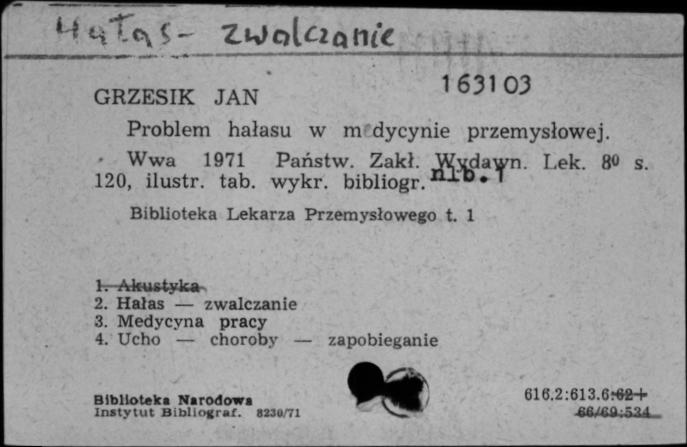 Hałas - zwalczanie
163103
GRZESIK JAN
Problem hałasu w medycynie przemysłowej.
Wwa 1971 Państw. Zakł. Wydawn. Lek. 8⁰ s.
120, ilustr. tab. wykr. bibliogr. nlb. 1
Biblioteka Lekarza Przemysłowego t. 1
1. Akustyka
2. Hałas — zwalczanie
3. Medycyna pracy
4. Ucho — choroby — zapobieganie
Biblioteka Narodowa
Instytut Bibliograf. 8230/71
616.2:613.6:62+
66/69:534